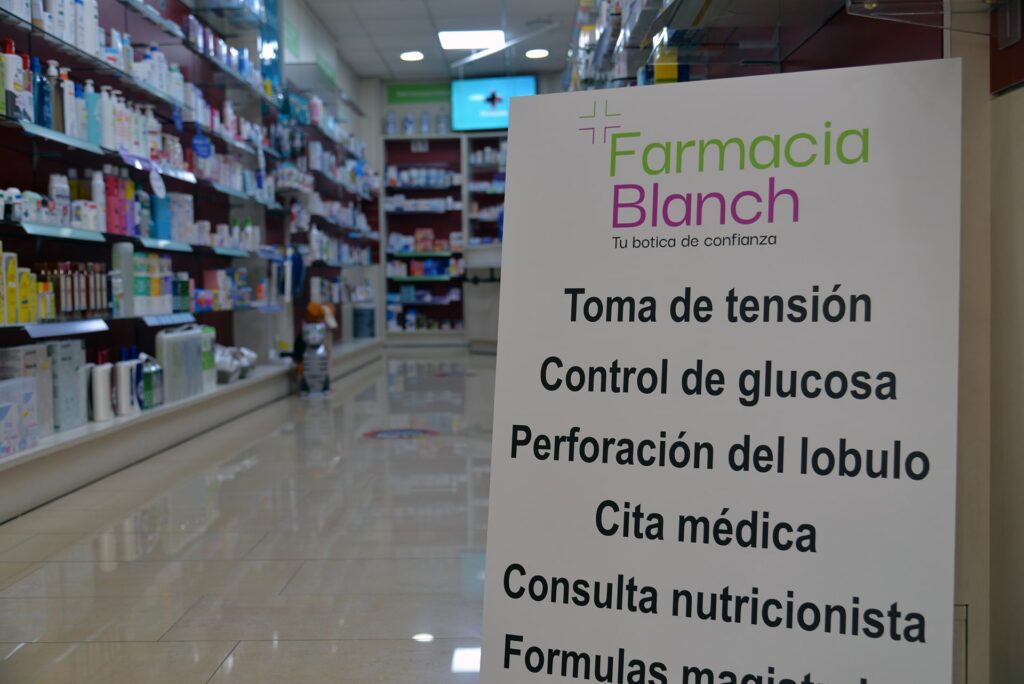 Farmacia
Blanch
Tu botica de confianza
Toma de tensión
Control de glucosa
Perforación del lobulo
Cita médica
Consulta nutricionista
Formulas